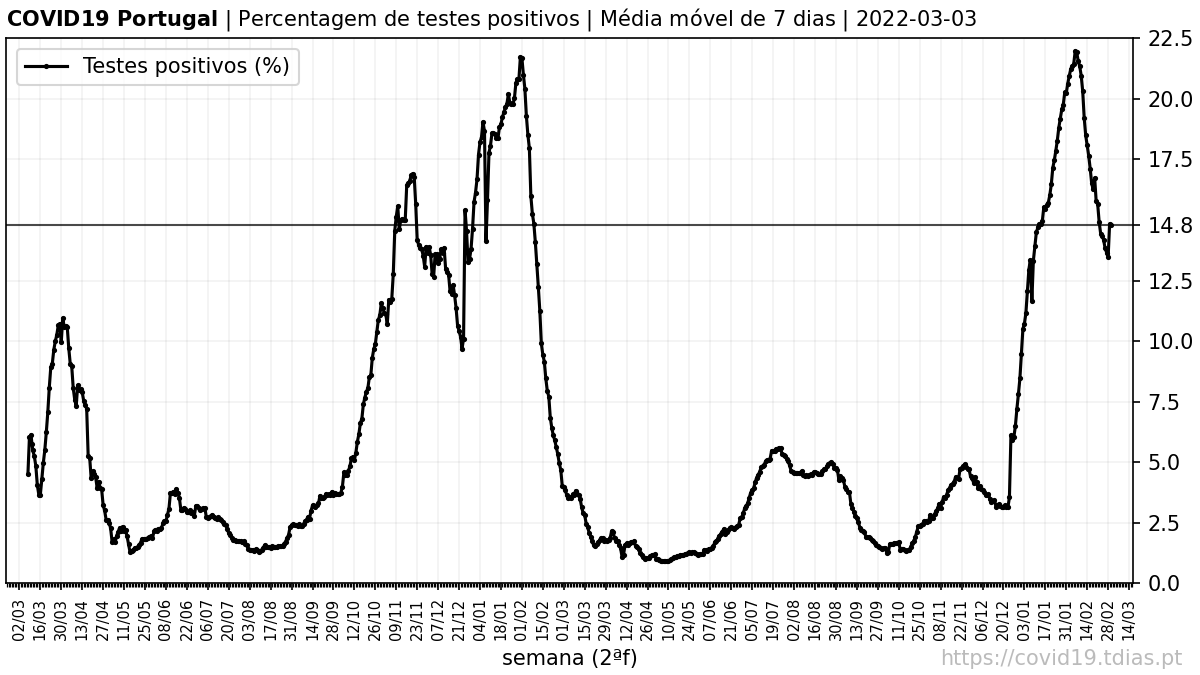 COVID19 Portugal | Percentagem de testes positivos | Média móvel de 7 dias | 2022-03-03
Testes positivos (%)
22.5
20.0
17.5
14.8
12.5
10.0
7.5
5.0
2.5
0.0
02/03 16/03 30/03 13/04 27/04 11/05 25/05 08/06 22/06 06/07 20/07 03/08 17/08 31/08 14/09 28/09 12/10 26/10 09/11 23/11 07/12 21/12 04/01 18/01 01/02 15/02 01/03 15/03 29/03 12/04 26/04 10/05 24/05 07/06 21/06 05/07 19/07 02/08 16/08 30/08 13/09 27/09 11/10 25/10 08/11 22/11 06/12 20/12 03/01 17/01 31/01 14/02 28/02 14/03
semana (2ªf)
https://covid19.tdias.pt